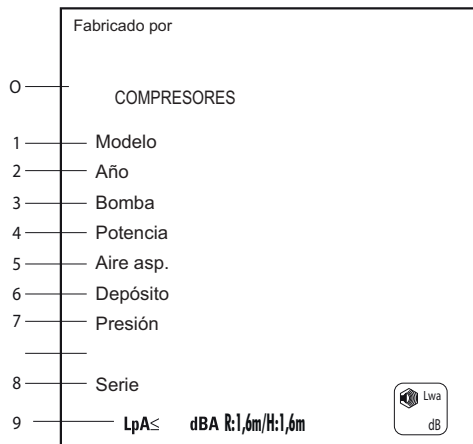 Fabricado por
O
COMPRESORES
1 Modelo
2 Año
3 Bomba
4 Potencia
5 Aire asp.
6 Depósito
7 Presión
8 Serie
Lwa
9 LpA≤ dBA R:1,6m/H:1,6m
dB